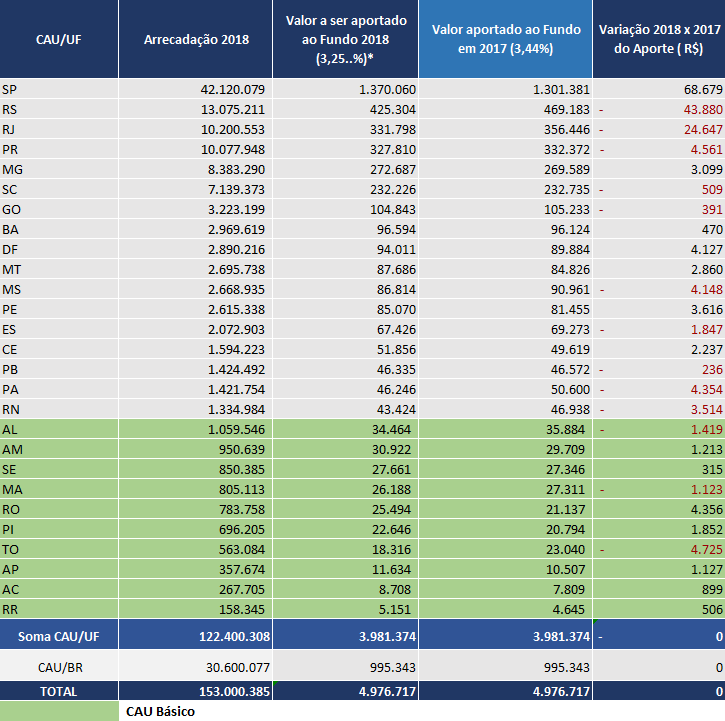 CAU/UF Arrecadação 2018 Valor a ser aportado ao Fundo 2018 (3,25..%)* Valor aportado ao Fundo em 2017 (3,44%) Variação 2018 x 2017 do Aporte ( R$)
SP 42.120.079 1.370.060 1.301.381 68.679
RS 13.075.211 425.304 469.183 - 43.880
RJ 10.200.553 331.798 356.446 - 24.647
PR 10.077.948 327.810 332.372 - 4.561
MG 8.383.290 272.687 269.589 3.099
SC 7.139.373 232.226 232.735 - 509
GO 3.223.199 104.843 105.233 - 391
BA 2.969.619 96.594 96.124 470
DF 2.890.216 94.011 89.884 4.127
MT 2.695.738 87.686 84.826 2.860
MS 2.668.935 86.814 90.961 - 4.148
PE 2.615.338 85.070 81.455 3.616
ES 2.072.903 67.426 69.273 - 1.847
CE 1.594.223 51.856 49.619 2.237
PB 1.424.492 46.335 46.572 - 236
PA 1.421.754 46.246 50.600 - 4.354
RN 1.334.984 43.424 46.938 - 3.514
AL 1.059.546 34.464 35.884 - 1.419
AM 950.639 30.922 29.709 1.213
SE 850.385 27.661 27.346 315
MA 805.113 26.188 27.311 - 1.123
RO 783.758 25.494 21.137 4.356
PI 696.205 22.646 20.794 1.852
TO 563.084 18.316 23.040 - 4.725
AP 357.674 11.634 10.507 1.127
AC 267.705 8.708 7.809 899
RR 158.345 5.151 4.645 506
Soma CAU/UF 122.400.308 3.981.374 3.981.374 - 0
CAU/BR 30.600.077 995.343 995.343 0
TOTAL 153.000.385 4.976.717 4.976.717 0
CAU Básico